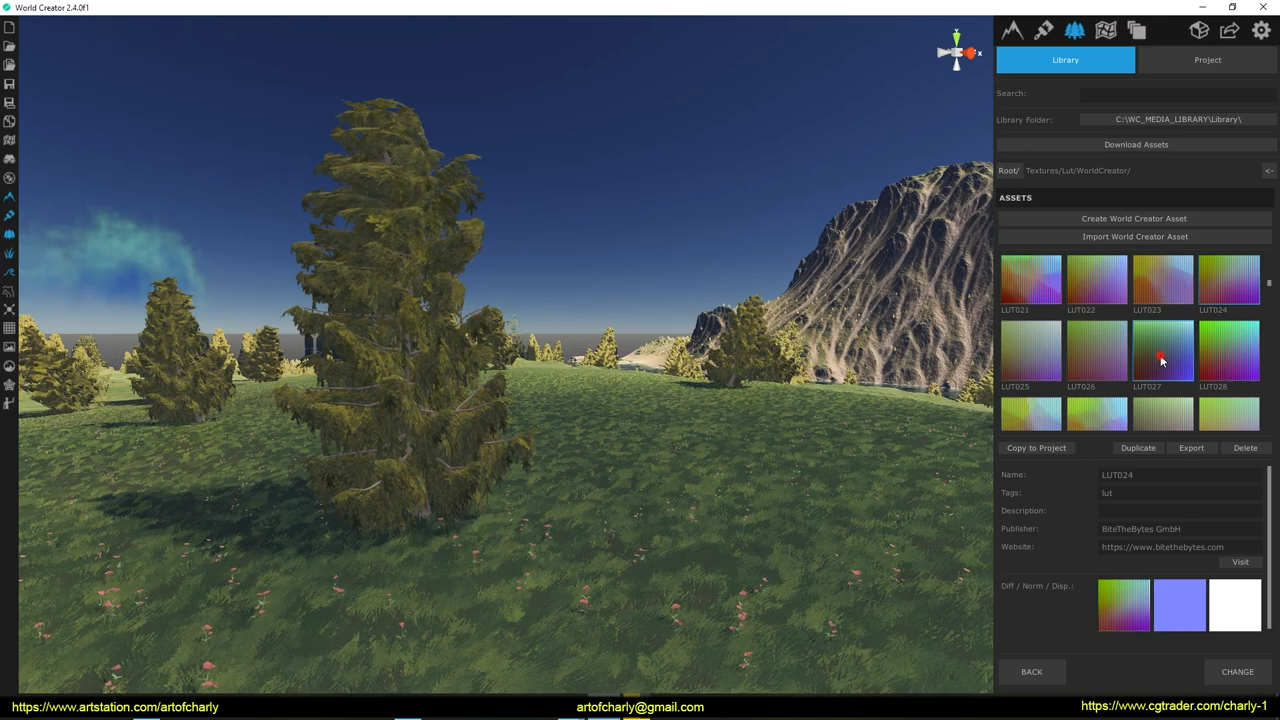 World Creator 2.4.0f1
Y
X
Library
Project
Search:
Library Folder:
C:\WC_MEDIA_LIBRARY\Library\
Download Assets
Root/
Textures/Lut/WorldCreator/
<-
ASSETS
Create World Creator Asset
Import World Creator Asset
LUT021
LUT022
LUT023
LUT024
LUT025
LUT026
LUT027
LUT028
Copy to Project
Duplicate
Export
Delete
Name:
LUT024
Tags:
lut
Description:
Publisher:
BiteTheBytes GmbH
Website:
https://www.bitethebytes.com
Visit
Diff / Norm / Disp.:
BACK
CHANGE
https://www.artstation.com/artofcharly
artofcharly@gmail.com
https://www.cgtrader.com/charly-1